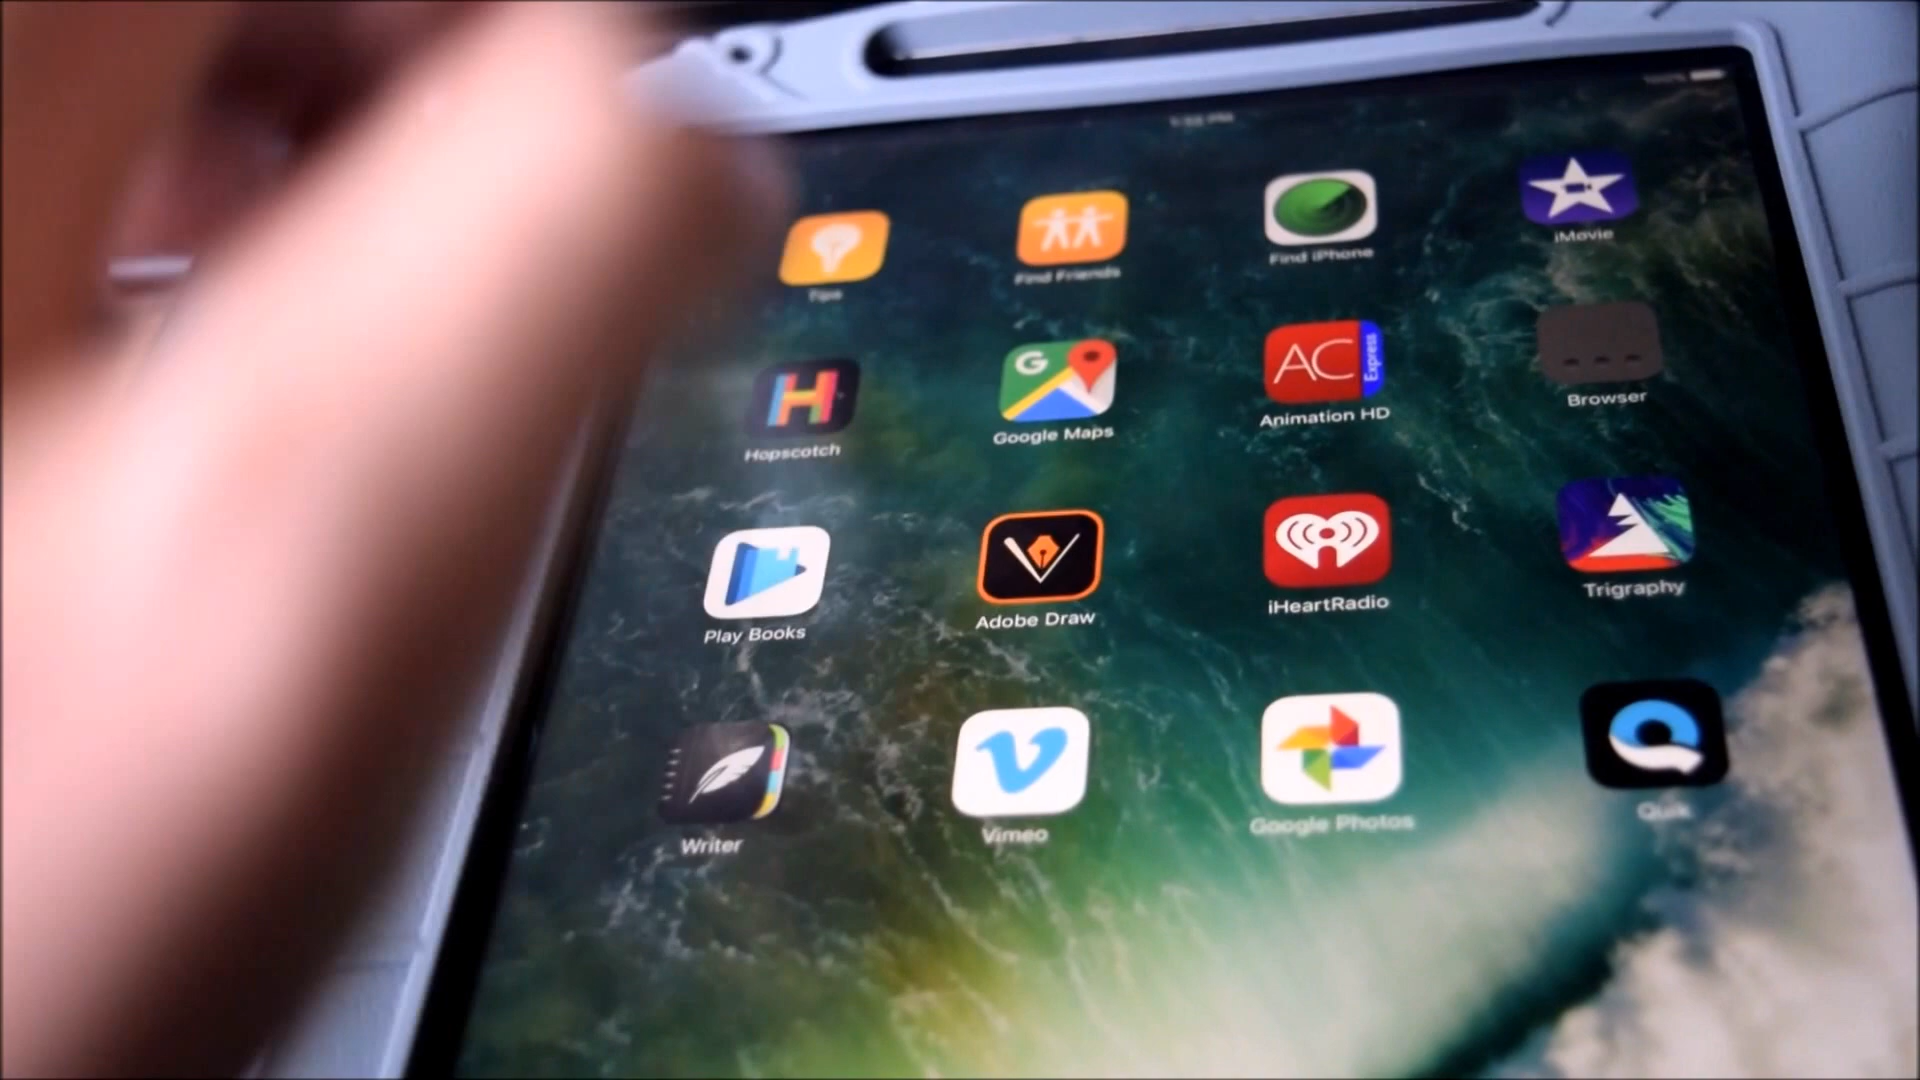 Tips
Find Friends
Find iPhone
iMovie
Hopscotch
G
Google Maps
AC Express
Animation HD
Browser
Play Books
Adobe Draw
iHeartRadio
Trigraphy
Writer
Vimeo
Google Photos
Quik